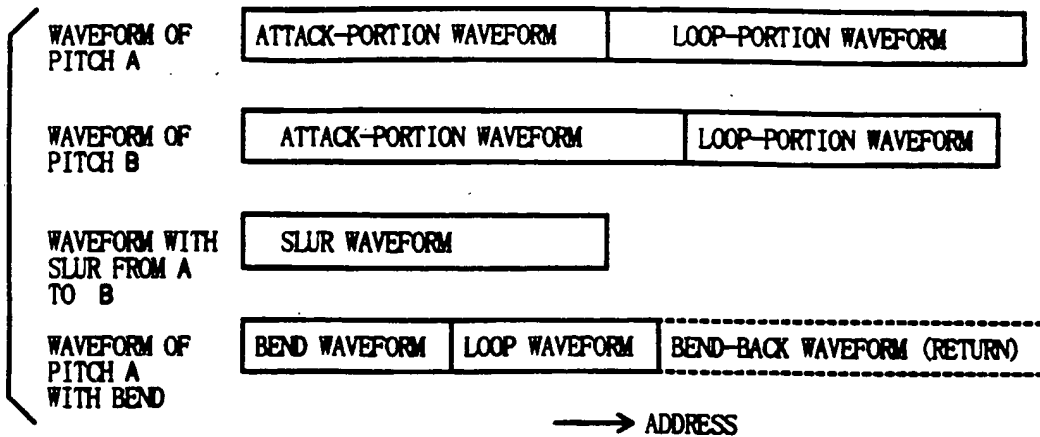 WAVEFORM OF
PITCH A
ATTACK-PORTION WAVEFORM
LOOP-PORTION WAVEFORM
WAVEFORM OF
PITCH B
ATTACK-PORTION WAVEFORM
LOOP-PORTION WAVEFORM
WAVEFORM WITH
SLUR FROM A
TO B
SLUR WAVEFORM
WAVEFORM OF
PITCH A
WITH BEND
BEND WAVEFORM
LOOP WAVEFORM
BEND-BACK WAVEFORM (RETURN)
ADDRESS